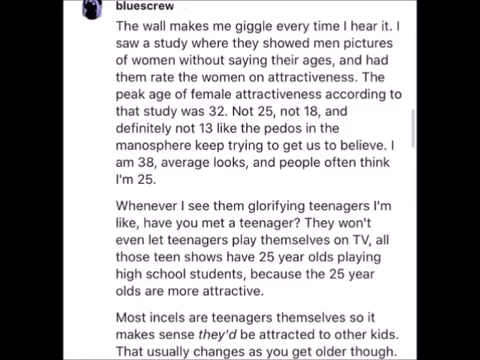 bluescrew
The wall makes me giggle every time I hear it. I
saw a study where they showed men pictures
of women without saying their ages, and had
them rate the women on attractiveness. The
peak age of female attractiveness according to
that study was 32. Not 25, not 18, and
definitely not 13 like the pedos in the
manosphere keep trying to get us to believe. I
am 38, average looks, and people often think
I'm 25.
Whenever I see them glorifying teenagers I'm
like, have you met a teenager? They won't
even let teenagers play themselves on TV, all
those teen shows have 25 year olds playing
high school students, because the 25 year
olds are more attractive.
Most incels are teenagers themselves so it
makes sense they'd be attracted to other kids.
That usually changes as you get older though.